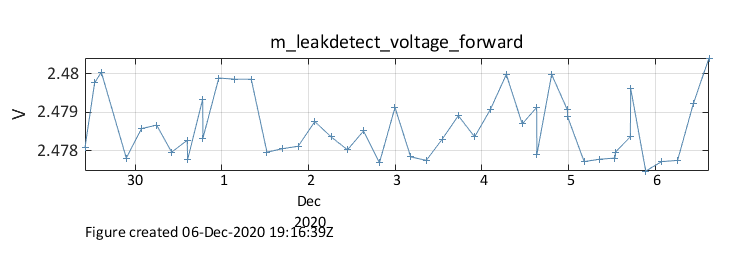 m_leakdetect_voltage_forward
2.48
2.479
2.478
V
30
1
2
3
4
5
6
Dec
2020
Figure created 06-Dec-2020 19:16:39Z